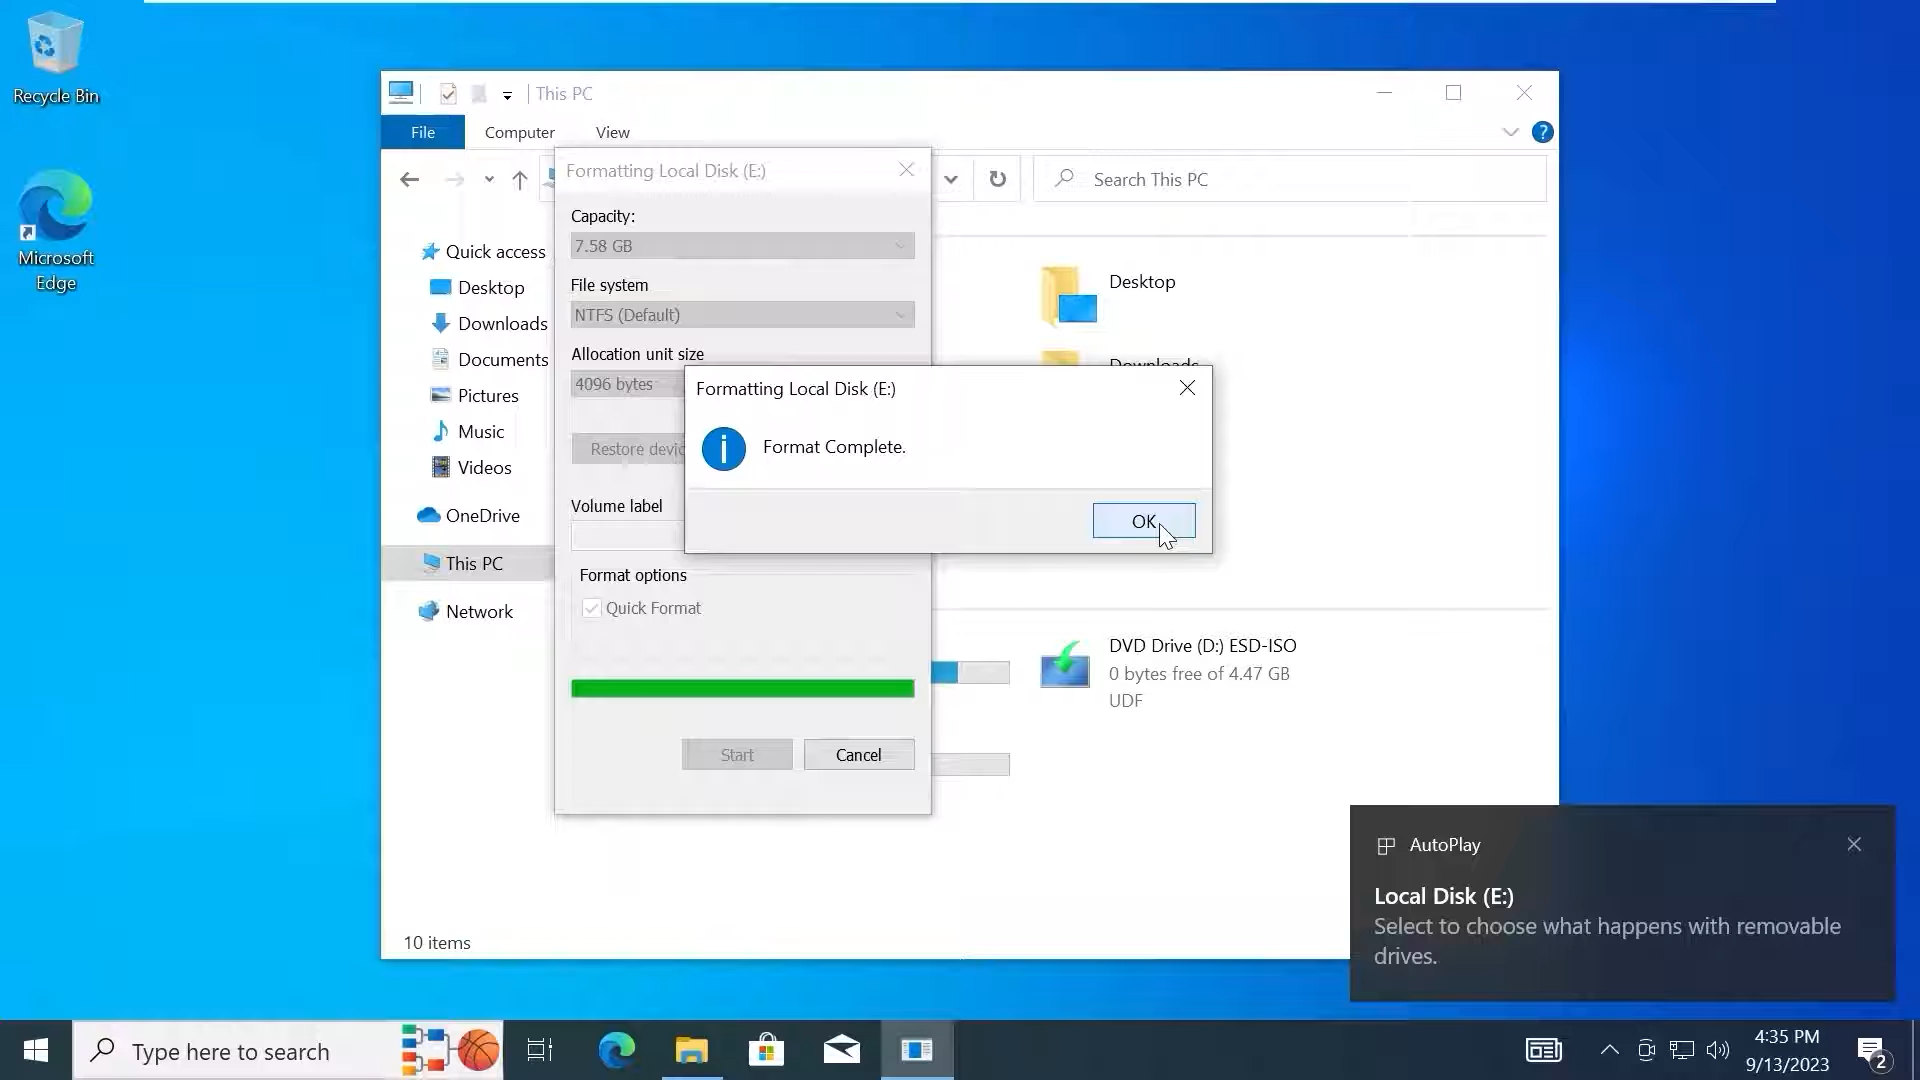 Recycle Bin
Microsoft
Edge
This PC
File
Computer
View
Search This PC
Quick access
Desktop
Downloads
Documents
Pictures
Music
Videos
OneDrive
This PC
Network
10 items
Formatting Local Disk (E:)
Capacity:
7.58 GB
File system
NTFS (Default)
Allocation unit size
4096 bytes
Restore devic
Volume label
Format options
Quick Format
Start
Cancel
Formatting Local Disk (E:)
Format Complete.
OK
Desktop
Downloads
DVD Drive (D:) ESD-ISO
0 bytes free of 4.47 GB
UDF
AutoPlay
Local Disk (E:)
Select to choose what happens with removable
drives.
Type here to search
4:35 PM
9/13/2023
2